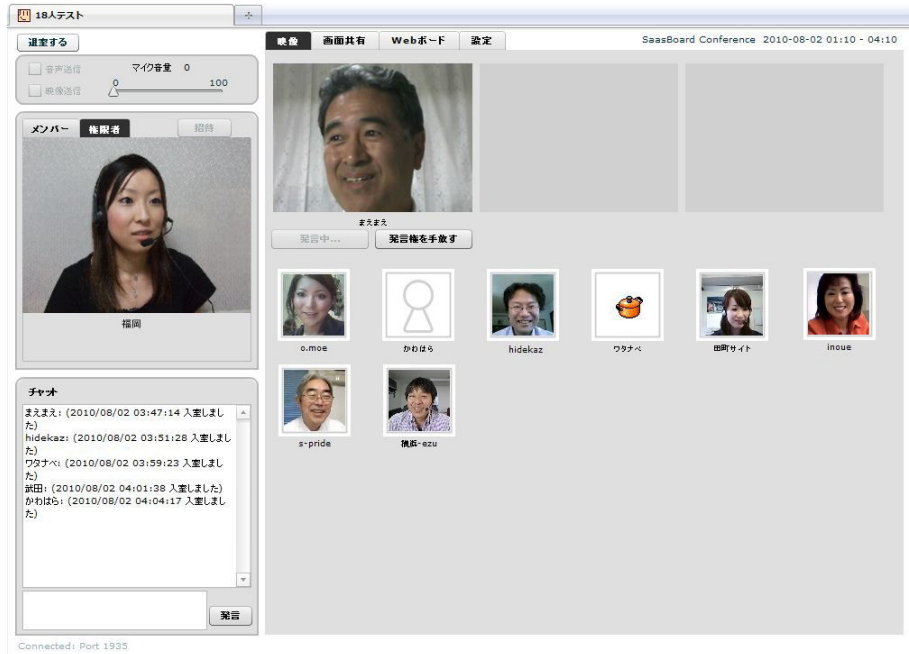 18人テスト
退室する
映像
画面共有
Webボード
設定
SaasBoard Conference 2010-08-02 01:10 - 04:10
音声送信
マイク音量 0
映像送信
0
100
メンバー
権限者
招待
福岡
まえまえ
発言中...
発言権を手放す
o.moe
かわはら
hidekaz
ワタナベ
田町サイト
inoue
s-pride
横浜-ezu
チャット
まえまえ: (2010/08/02 03:47:14 入室しまし
た)
hidekaz: (2010/08/02 03:51:28 入室しまし
た)
ワタナベ: (2010/08/02 03:59:23 入室しまし
た)
武田: (2010/08/02 04:01:38 入室しました)
かわはら: (2010/08/02 04:04:17 入室しまし
た)
発言
Connected: Port 1935